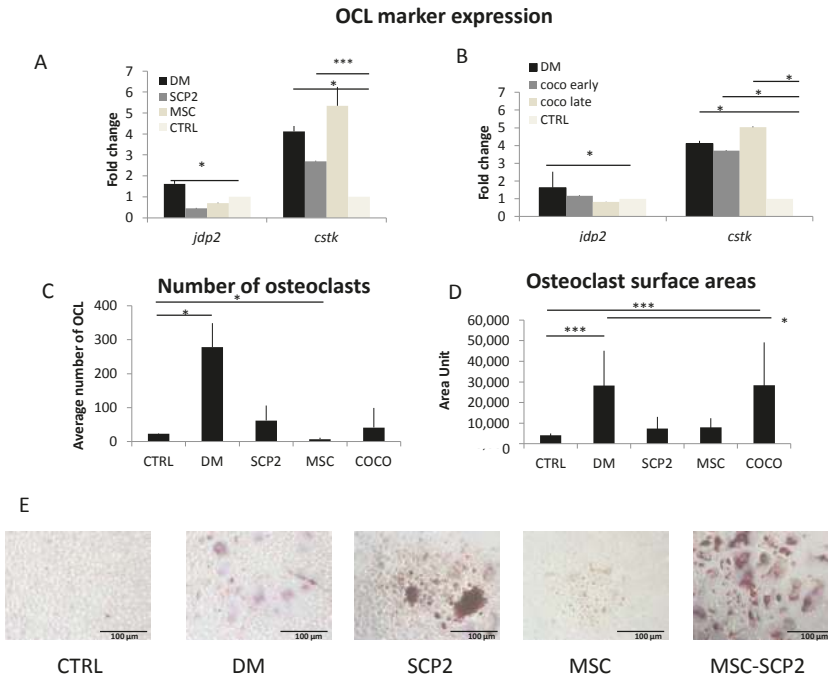 OCL marker expression
A
***
*
*
7
6
5
4
3
2
1
0
Fold change
DM
SCP2
MSC
CTRL
jdp2
cstk
B
*
*
*
*
7
6
5
4
3
2
1
0
Fold change
DM
coco early
coco late
CTRL
jdp2
cstk
C
Number of osteoclasts
*
*
400
300
200
100
0
Average number of OCL
CTRL
DM
SCP2
MSC
COCO
D
Osteoclast surface areas
***
***
*
60,000
50,000
40,000
30,000
20,000
10,000
0
Area Unit
CTRL
DM
SCP2
MSC
COCO
E
100 µm
100 µm
100 µm
100 µm
100 µm
CTRL
DM
SCP2
MSC
MSC-SCP2